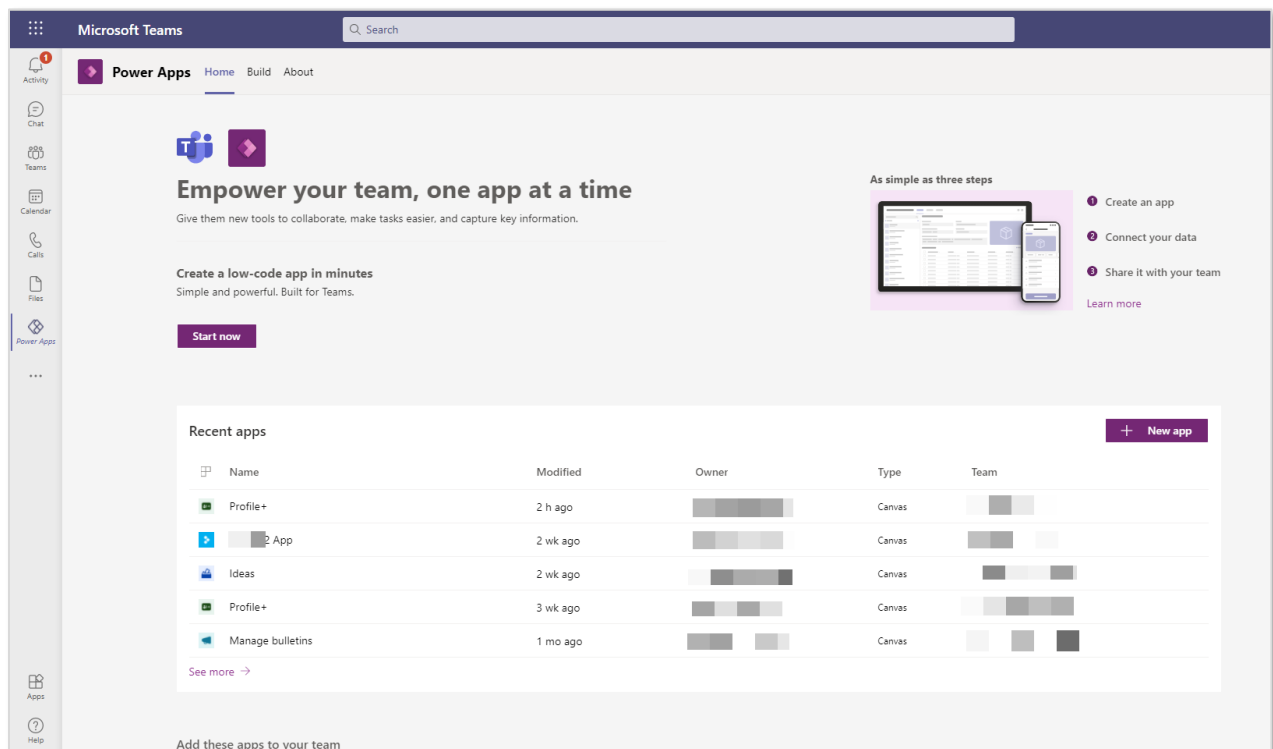 Microsoft Teams
Search
1
Activity
Chat
Teams
Calendar
Calls
Files
Power Apps
Apps
Help
Power Apps Home Build About
T
Empower your team, one app at a time
Give them new tools to collaborate, make tasks easier, and capture key information.
Create a low-code app in minutes
Simple and powerful. Built for Teams.
Start now
As simple as three steps
1 Create an app
2 Connect your data
3 Share it with your team
Learn more
Recent apps
+ New app
Name Modified Owner Type Team
Profile+ 2 h ago Canvas
2 App 2 wk ago Canvas
Ideas 2 wk ago Canvas
Profile+ 3 wk ago Canvas
Manage bulletins 1 mo ago Canvas
See more →
Add these apps to your team